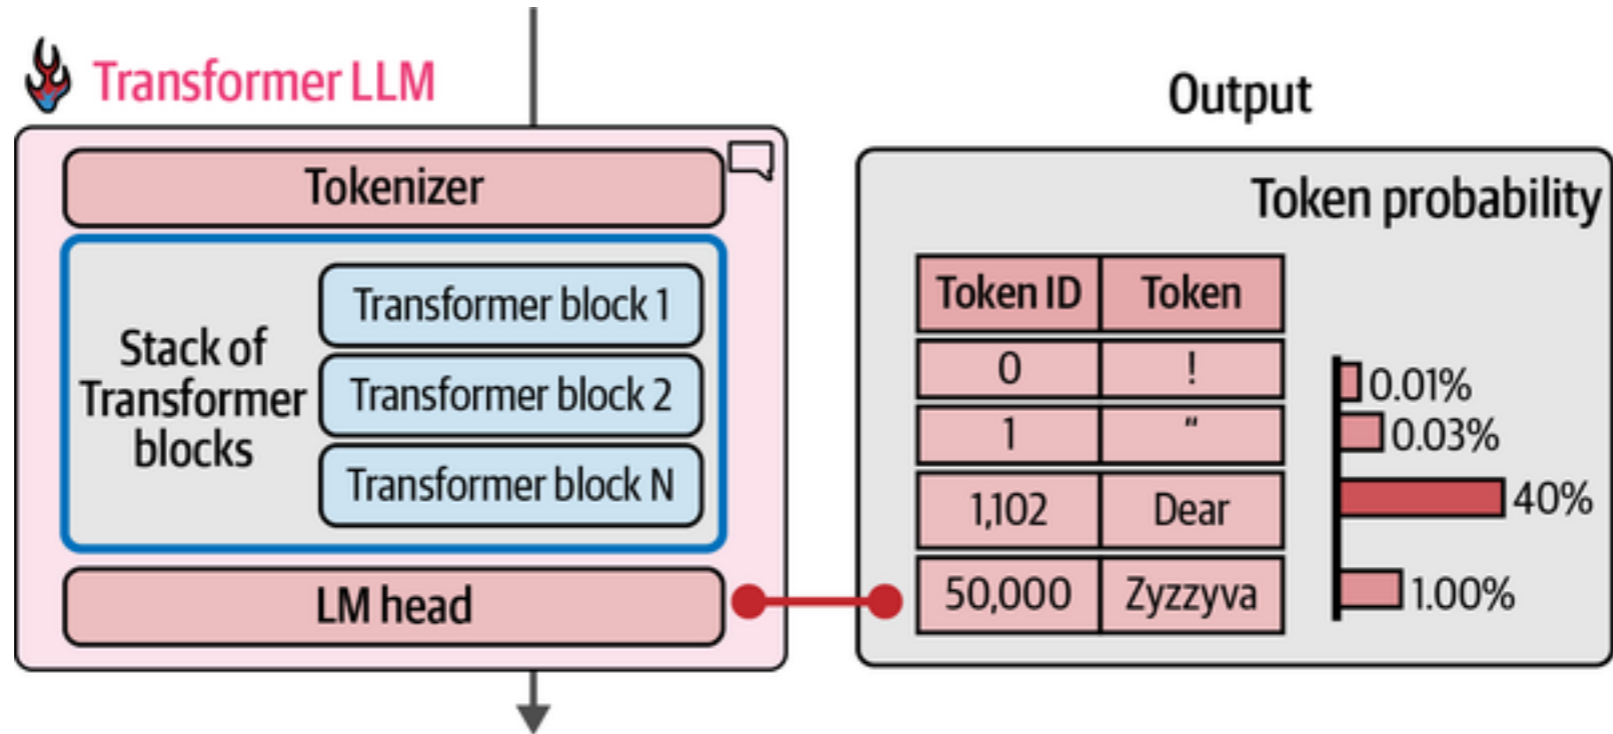 Transformer LLM
Tokenizer
Stack of
Transformer
blocks
Transformer block 1
Transformer block 2
Transformer block N
LM head
Output
Token probability
Token ID Token
0 !
1 “
1,102 Dear
50,000 Zyzzyva
0.01%
0.03%
40%
1.00%